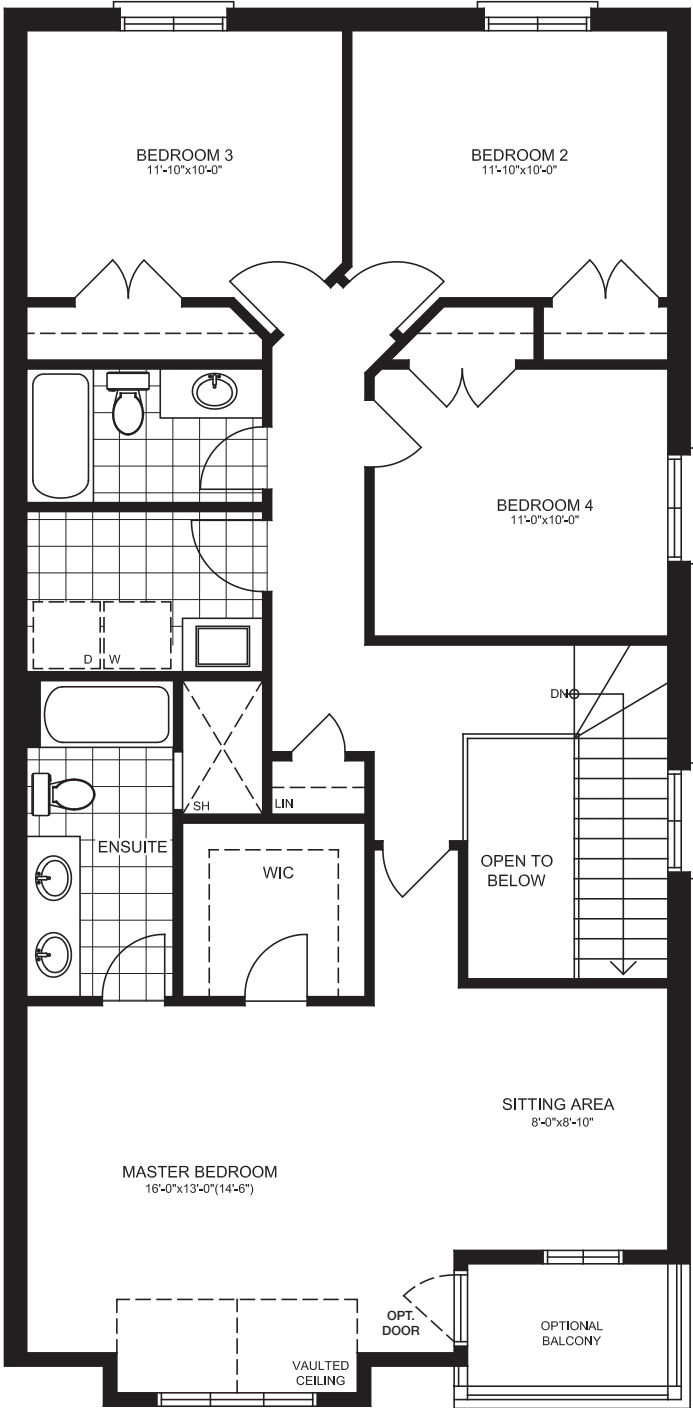 BEDROOM 3
11'-10"x10'-0"
BEDROOM 2
11'-10"x10'-0"
BEDROOM 4
11'-0"x10'-0"
D W
DN
SH
LIN
ENSUITE
WIC
OPEN TO
BELOW
SITTING AREA
8'-0"x8'-10"
MASTER BEDROOM
16'-0"x13'-0"(14'-6")
OPT.
DOOR
OPTIONAL
BALCONY
VAULTED
CEILING